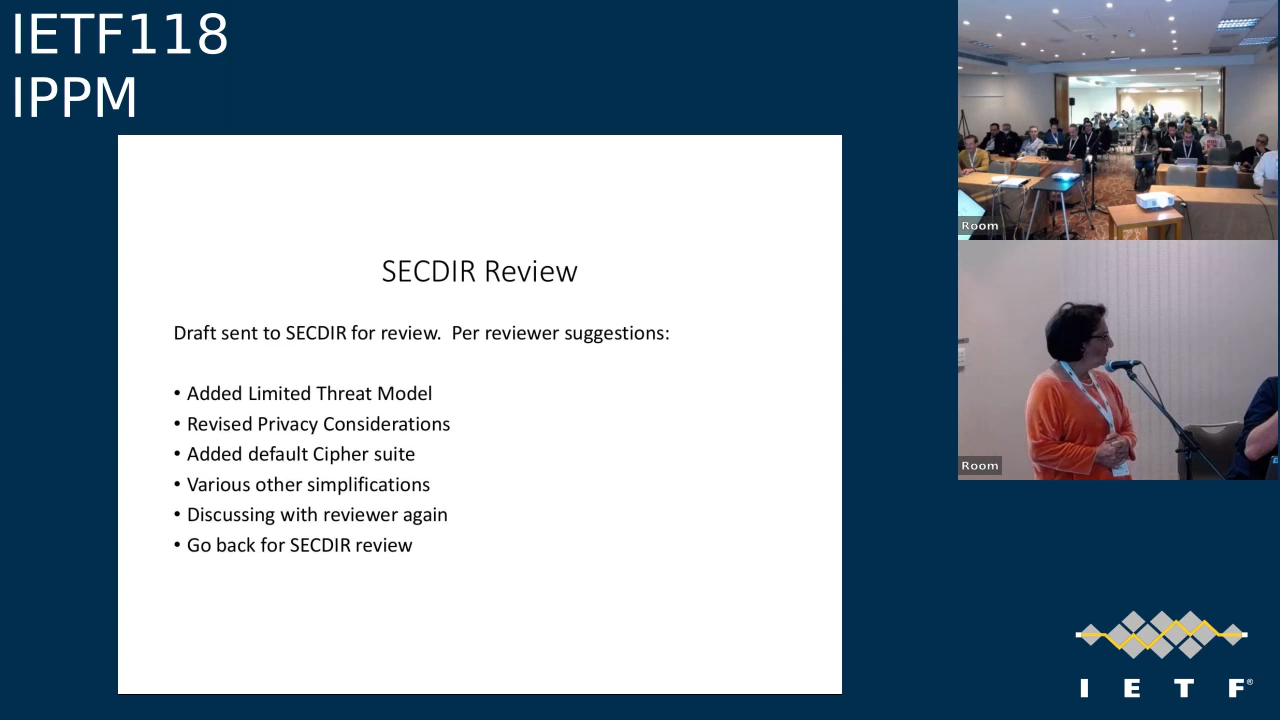 IETF118
IPPM
SECDIR Review
Draft sent to SECDIR for review.  Per reviewer suggestions:
• Added Limited Threat Model
• Revised Privacy Considerations
• Added default Cipher suite
• Various other simplifications
• Discussing with reviewer again
• Go back for SECDIR review
Room
Room
I E T F®